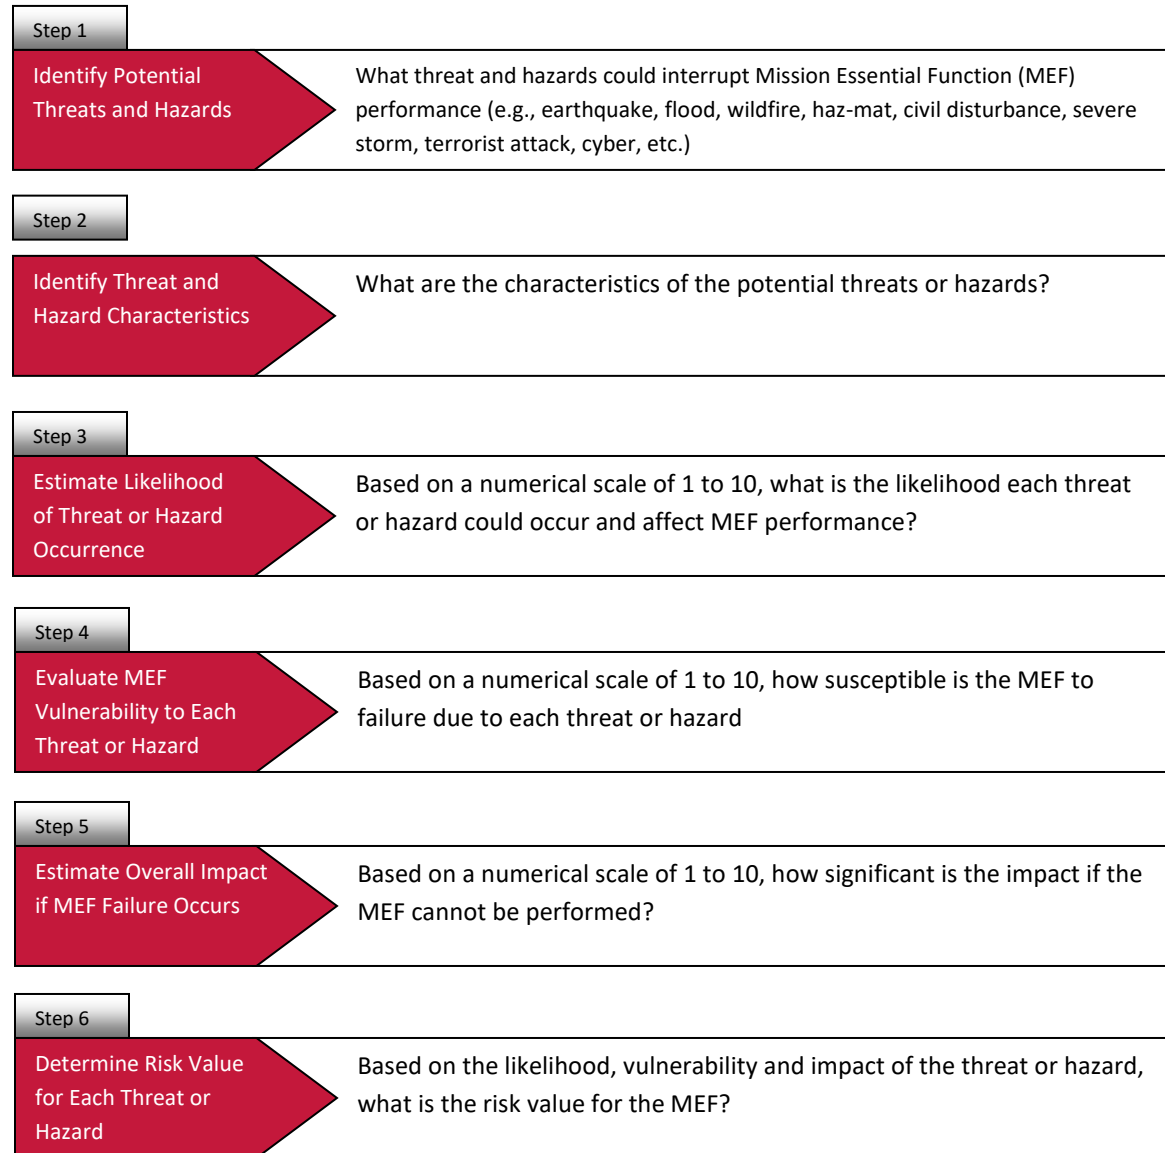 Step 1
Identify Potential
Threats and Hazards
What threat and hazards could interrupt Mission Essential Function (MEF)
performance (e.g., earthquake, flood, wildfire, haz-mat, civil disturbance, severe
storm, terrorist attack, cyber, etc.)
Step 2
Identify Threat and
Hazard Characteristics
What are the characteristics of the potential threats or hazards?
Step 3
Estimate Likelihood
of Threat or Hazard
Occurrence
Based on a numerical scale of 1 to 10, what is the likelihood each threat
or hazard could occur and affect MEF performance?
Step 4
Evaluate MEF
Vulnerability to Each
Threat or Hazard
Based on a numerical scale of 1 to 10, how susceptible is the MEF to
failure due to each threat or hazard
Step 5
Estimate Overall Impact
if MEF Failure Occurs
Based on a numerical scale of 1 to 10, how significant is the impact if the
MEF cannot be performed?
Step 6
Determine Risk Value
for Each Threat or
Hazard
Based on the likelihood, vulnerability and impact of the threat or hazard,
what is the risk value for the MEF?